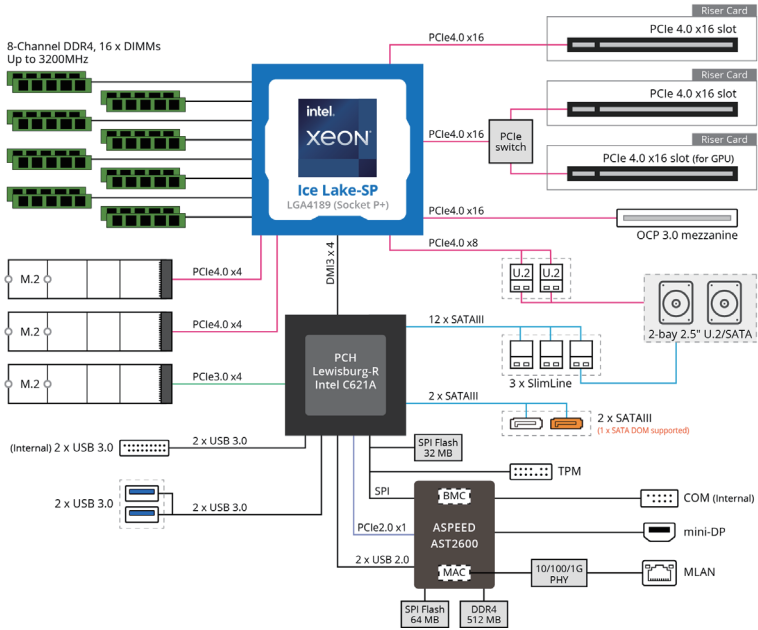 8-Channel DDR4, 16 x DIMMs
Up to 3200MHz
intel.
XEON
Ice Lake-SP
LGA4189 (Socket P+)
PCIe4.0 x16
Riser Card
PCIe 4.0 x16 slot
PCIe4.0 x16
PCIe
switch
Riser Card
PCIe 4.0 x16 slot
Riser Card
PCIe 4.0 x16 slot (for GPU)
PCIe4.0 x16
OCP 3.0 mezzanine
PCIe4.0 x8
U.2
U.2
2-bay 2.5" U.2/SATA
M.2
PCIe4.0 x4
M.2
PCIe4.0 x4
M.2
PCIe3.0 x4
DMI3 x 4
PCH
Lewisburg-R
Intel C621A
12 x SATAIII
3 x SlimLine
2 x SATAIII
2 x SATAIII
(1 x SATA DOM supported)
(Internal) 2 x USB 3.0
2 x USB 3.0
2 x USB 3.0
2 x USB 3.0
SPI Flash
32 MB
TPM
SPI
PCIe2.0 x1
2 x USB 2.0
BMC
ASPEED
AST2600
MAC
COM (Internal)
mini-DP
10/100/1G
PHY
MLAN
SPI Flash
64 MB
DDR4
512 MB